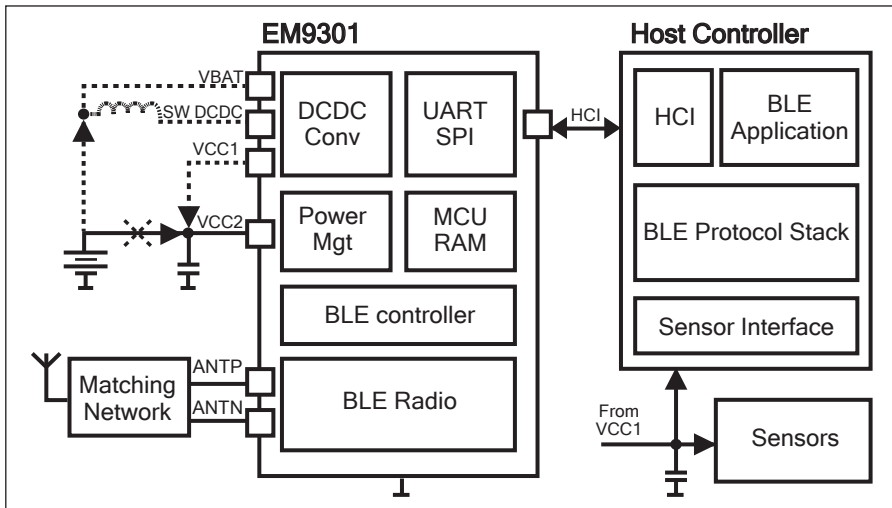 EM9301
Host Controller
VBAT
SW DCDC
VCC1
VCC2
DCDC
Conv
UART
SPI
Power
Mgt
MCU
RAM
BLE controller
BLE Radio
HCI
HCI
BLE
Application
BLE Protocol Stack
Sensor Interface
Matching
Network
ANTP
ANTN
From
VCC1
Sensors